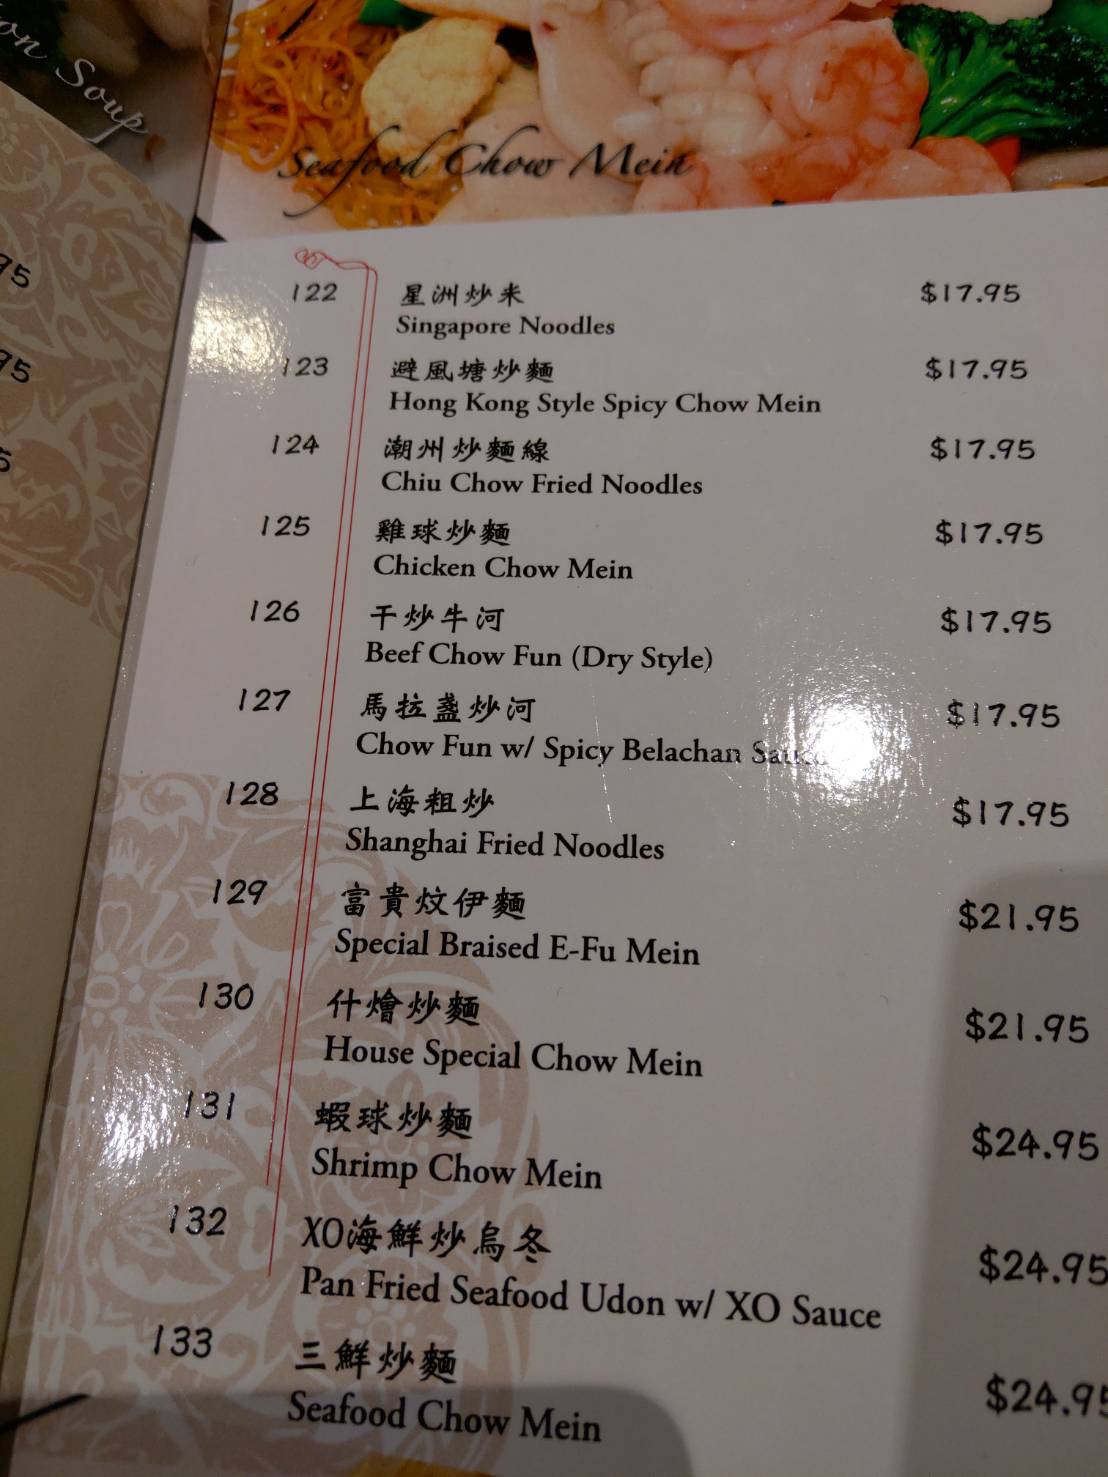 Soup
95
95
5
Seafood Chow Mein
122 星洲炒米 $17.95
Singapore Noodles
123 避風塘炒麵 $17.95
Hong Kong Style Spicy Chow Mein
124 潮州炒麵線 $17.95
Chiu Chow Fried Noodles
125 雞球炒麵 $17.95
Chicken Chow Mein
126 干炒牛河 $17.95
Beef Chow Fun (Dry Style)
127 馬拉盞炒河 $17.95
Chow Fun w/ Spicy Belachan Sauce
128 上海粗炒 $17.95
Shanghai Fried Noodles
129 富貴炆伊麵 $21.95
Special Braised E-Fu Mein
130 什燴炒麵 $21.95
House Special Chow Mein
131 蝦球炒麵 $24.95
Shrimp Chow Mein
132 XO海鮮炒烏冬 $24.95
Pan Fried Seafood Udon w/ XO Sauce
133 三鮮炒麵 $24.95
Seafood Chow Mein